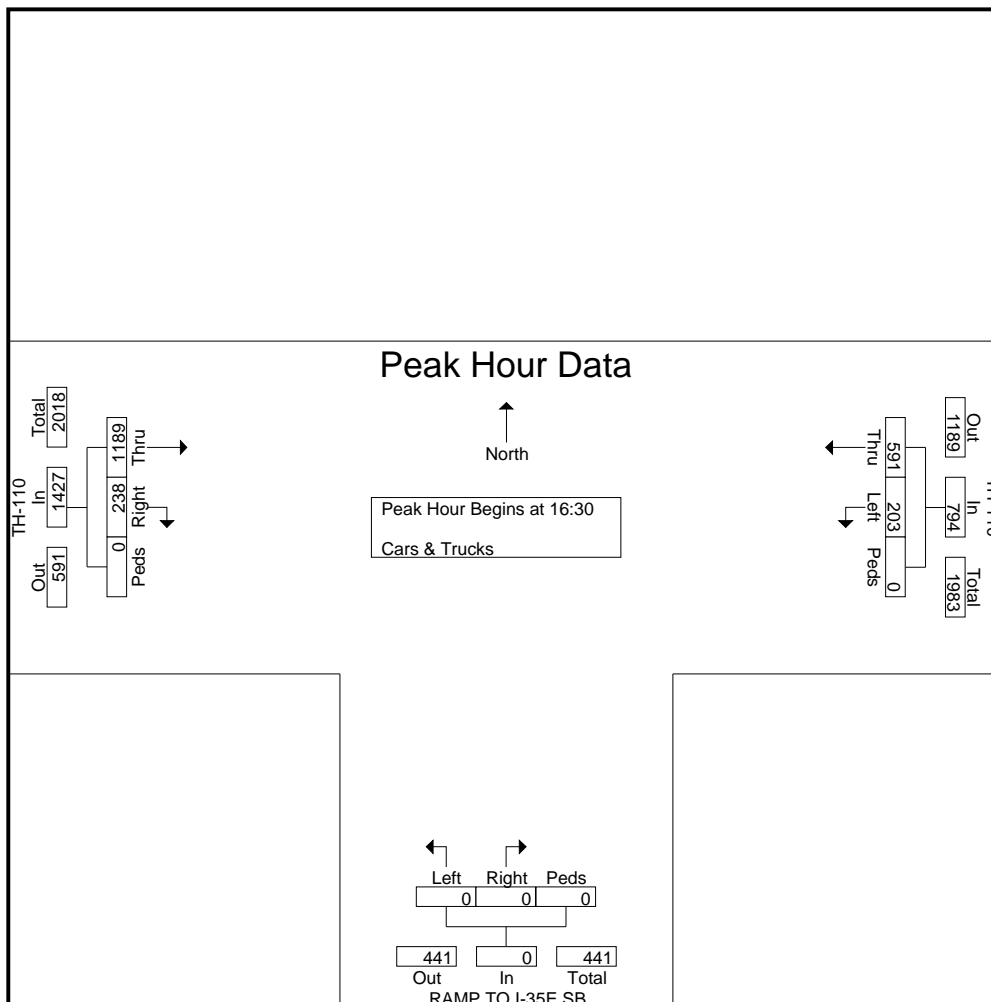 Peak Hour Data
North
Peak Hour Begins at 16:30
Cars & Trucks
TH-110
Out In Total
591 1427 2018
1189 238 0
Thru Right Peds
Out In Total
1189 794 1983
591 203 0
Thru Left Peds
Left Right Peds
0 0 0
441 0 441
Out In Total
RAMP TO I-35E SB